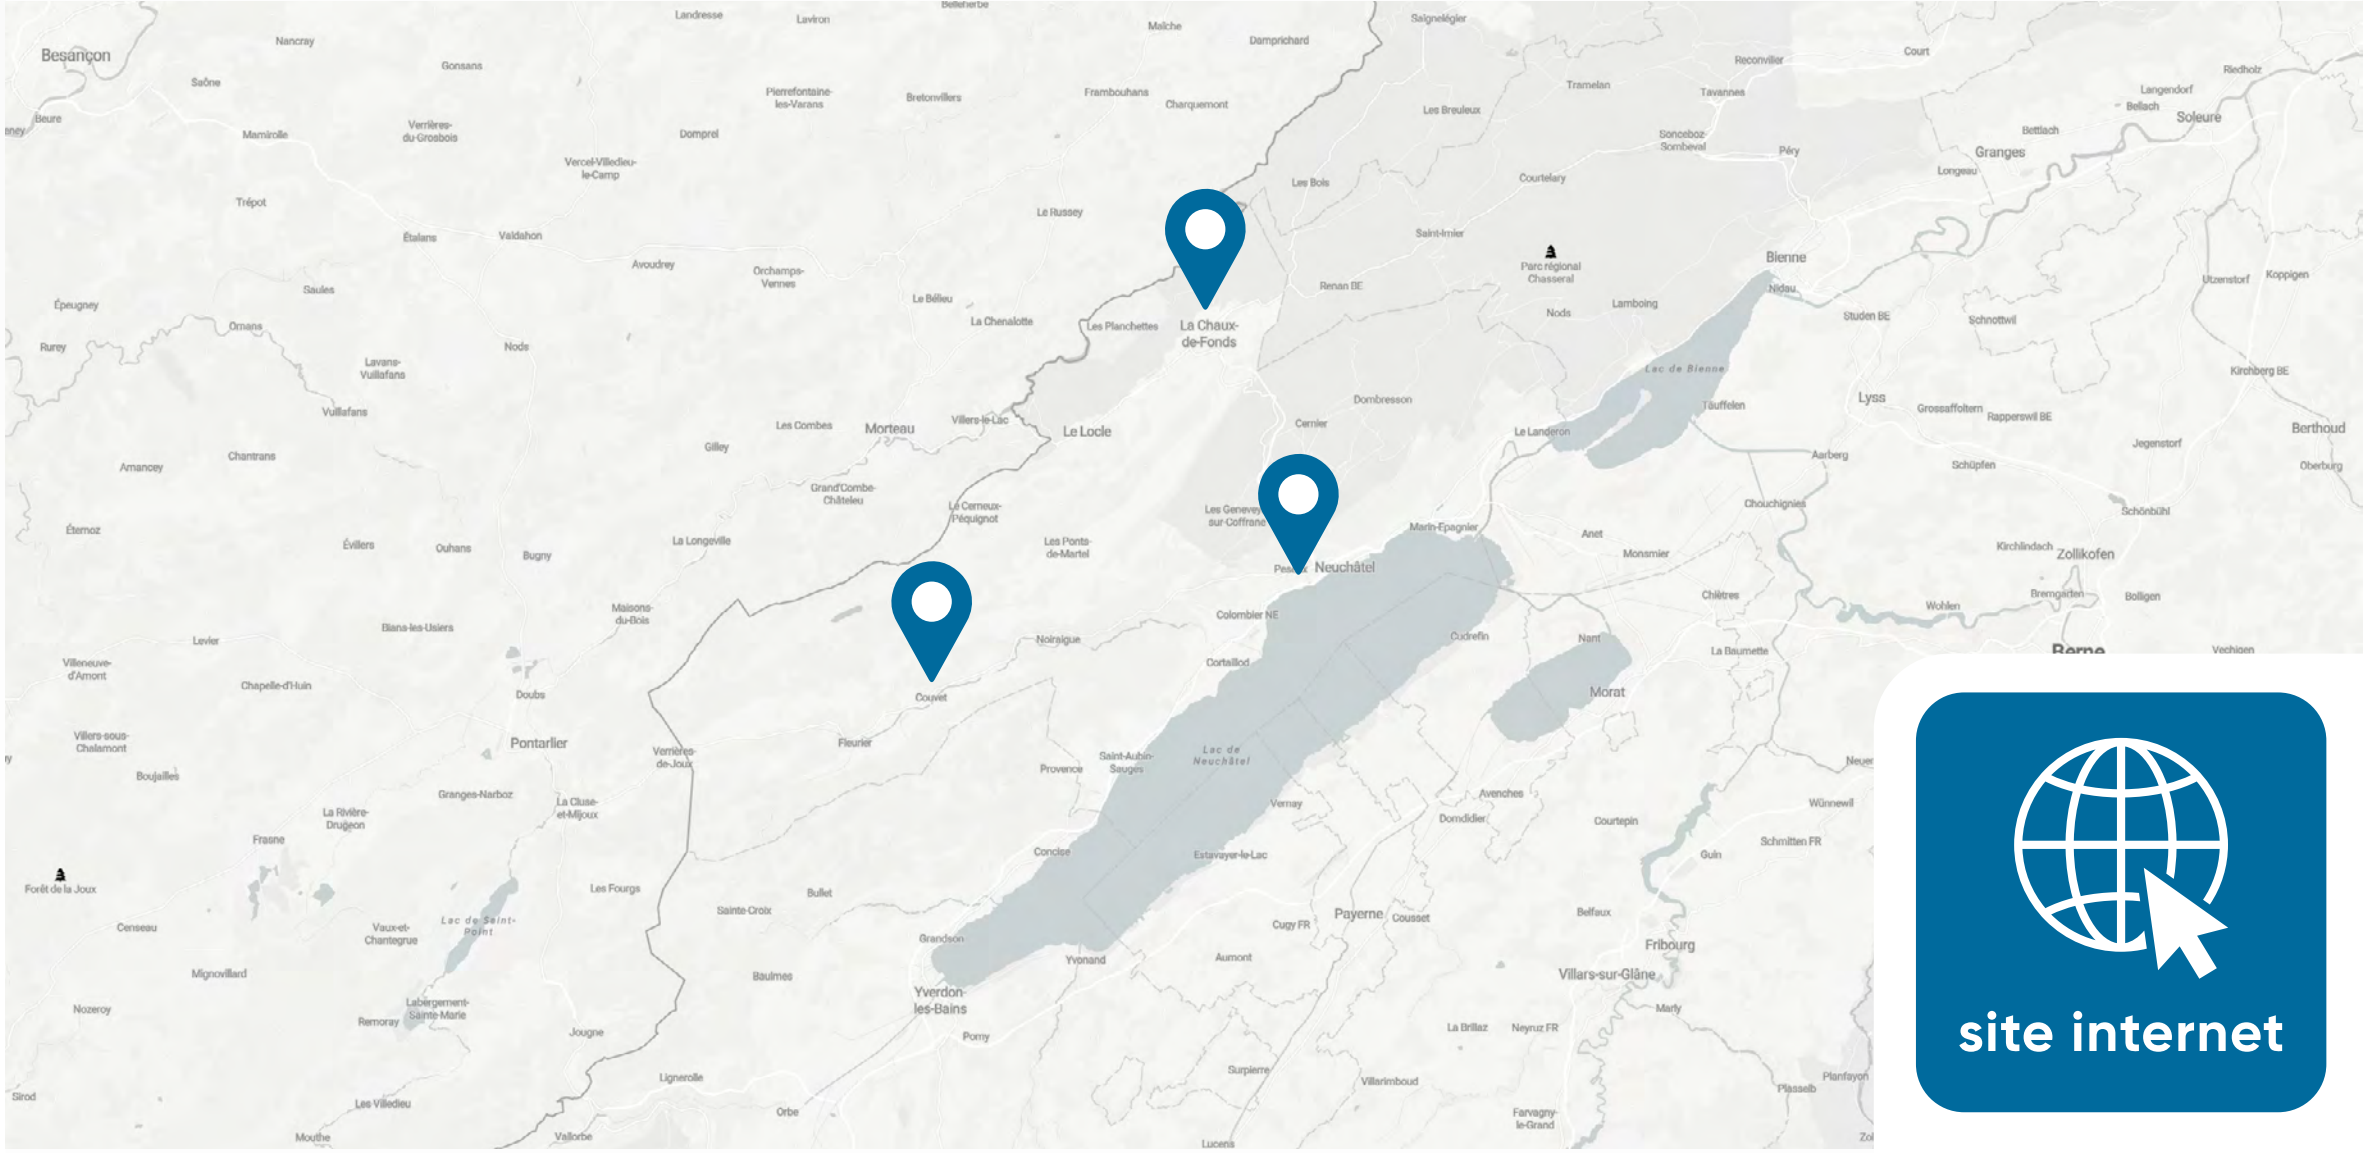 Landresse
Laviron
Belleherbe
Maîche
Saignelégier
Damprichard
Nancray
Besançon
Court
Reconvilier
Gonsans
Saône
Riedholz
Pierrefontaine-
les-Varans
Bretonvillers
Frambouhans
Charquemont
Tramelan
Tavannes
Langendorf
Bellach
Les Breuleux
Beure
Soleure
Verrières-
du-Grosbois
Mamirolle
Domprel
Sonceboz-
Sombeval
Bettlach
Péry
Granges
Vercel-Villedieu-
le-Camp
Longeau
Les Bois
Courtelary
Trépot
Le Russey
Étalans
Valdahon
Saint-Imier
Bienne
Avoudrey
Orchamps-
Vennes
Parc régional
Chasseral
Utzenstorf
Koppigen
Saules
Renan BE
Nidau
Épeugney
Le Bélieu
Lamboing
Nods
Studen BE
Schnottwil
La Chenalotte
Les Planchettes
La Chaux-
de-Fonds
Ornans
Rurey
Nods
Lavans-
Vuillafans
Lac de Bienne
Kirchberg BE
Dombresson
Täuffelen
Lyss
Grossaffoltern
Rapperswil BE
Vuillafans
Les Combes
Morteau
Villers-le-Lac
Le Locle
Cernier
Le Landeron
Berthoud
Gilley
Jegenstorf
Chantrans
Amancey
Aarberg
Schüpfen
Oberburg
Grand'Combe-
Châteleu
Le Cerneux-
Péquignot
Les Geneveys-
sur-Coffrane
Chouchignies
Schönbühl
Éternoz
Marin-Epagnier
Anet
Évillers
Ouhans
Bugny
La Longeville
Les Ponts-
de-Martel
Monsmier
Kirchlindach
Zollikofen
Neuchâtel
Chiètres
Bremgarten
Bolligen
Wohlen
Maisons-
du-Bois
Colombier NE
Bians-les-Usiers
Levier
Noiraigue
Cudrefin
Nant
La Baumette
Berne
Vechigen
Villeneuve-
d'Amont
Cortaillod
Chapelle-d'Huin
Doubs
Couvet
Morat
Villers-sous-
Chalamont
Pontarlier
Fleurier
Verrières-
de-Joux
Lac de
Neuchâtel
Saint-Aubin-
Sauges
Provence
Boujailles
Granges-Narboz
La Cluse-
et-Mijoux
Vernay
Avenches
Wünnewil
La Rivière-
Drugeon
Domdidier
Courtepin
Frasne
Schmitten FR
Concise
Estavayer-le-Lac
Guin
Forêt de la Joux
Les Fourgs
Bullet
Sainte-Croix
Payerne
Cousset
Belfaux
Lac de Saint-
Point
Censeau
Vaux-et-
Chantegrue
Cugy FR
Grandson
Fribourg
Yvonand
Aumont
Mignovillard
Baulmes
Villars-sur-Glâne
Yverdon-
les-Bains
Labergement-
Sainte-Marie
Nozeroy
Remoray
Marly
Jougne
Pomy
La Brillaz
Neyruz FR
site internet
Lignerolle
Surpierre
Villarimboud
Planfayon
Plasselb
Sirod
Les Villedieu
Orbe
Farvagny-
le-Grand
Mouthe
Vallorbe
Lucens